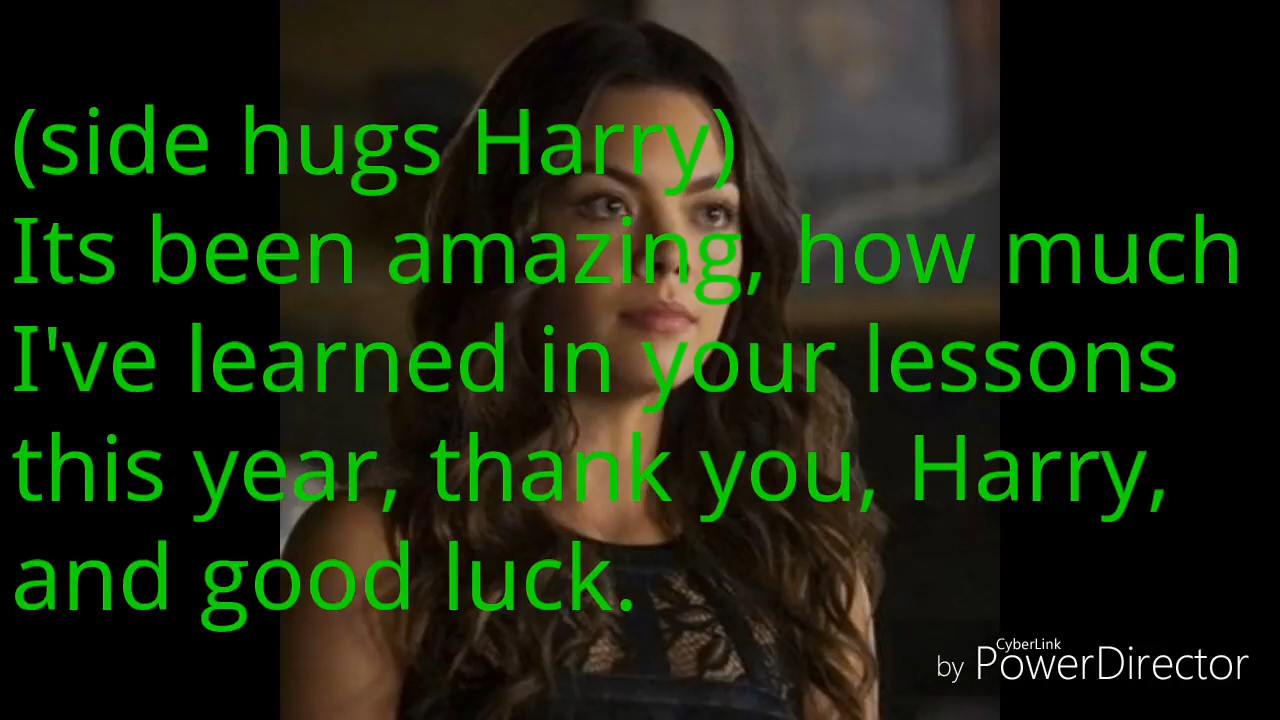 (side hugs Harry)
Its been amazing, how much
I've learned in your lessons
this year, thank you, Harry,
and good luck.
CyberLink
by PowerDirector